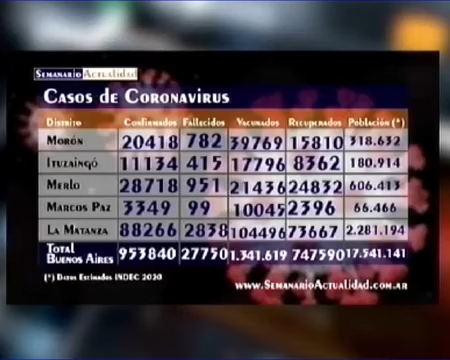 Semanario Actualidad
Casos de Coronavirus
Distrito Confirmados Fallecidos Vacunados Recuperados Población (*)
Morón 20418 782 39769 15810 318.632
Ituzaingó 11134 415 17796 8362 180.914
Merlo 28718 951 21436 24832 606.413
Marcos Paz 3349 99 10045 2396 66.466
La Matanza 88266 2838 104496 73667 2.281.194
Total
Buenos Aires 953840 27750 1.341.619 747590 17.541.141
(*) Datos Estimados INDEC 2020
www.SemanarioActualidad.com.ar